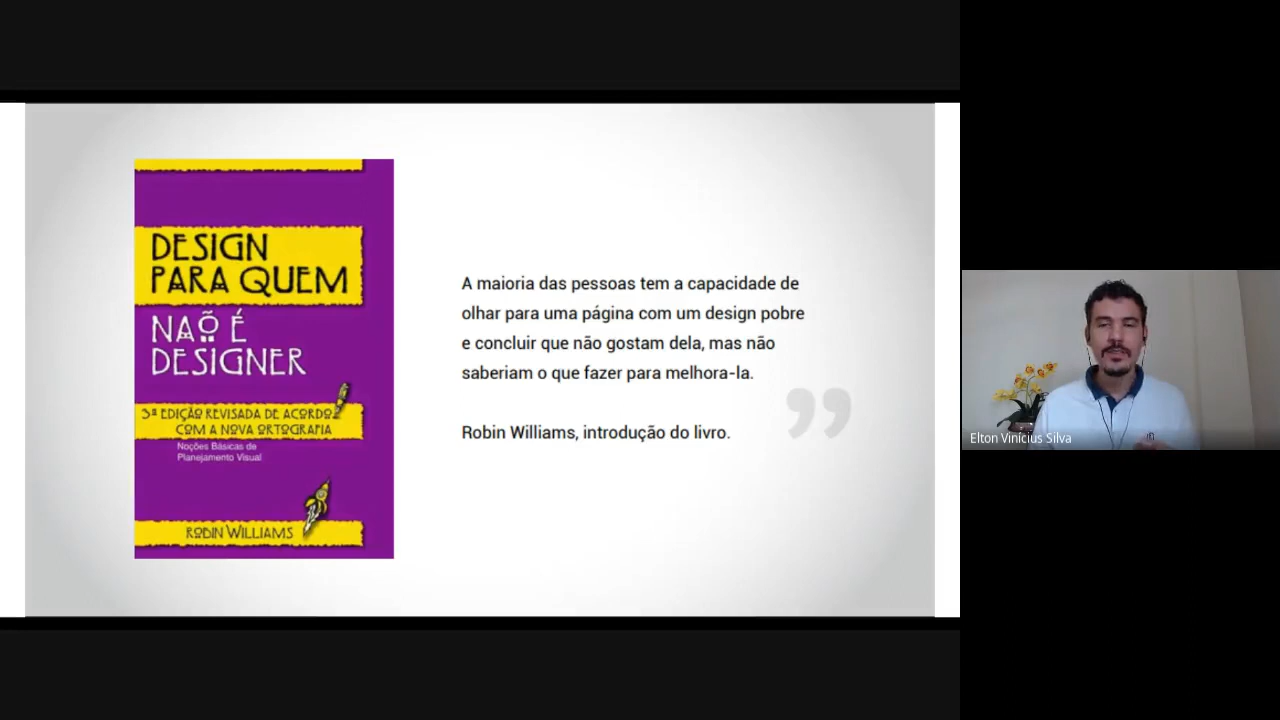 DESIGN
PARA QUEM
NÃO É
DESIGNER
3ª EDIÇÃO REVISADA DE ACORDO
COM A NOVA ORTOGRAFIA
Noções Básicas de
Planejamento Visual
ROBIN WILLIAMS
A maioria das pessoas tem a capacidade de
olhar para uma página com um design pobre
e concluir que não gostam dela, mas não
saberiam o que fazer para melhora-la.
Robin Williams, introdução do livro.
”
Elton Vinícius Silva